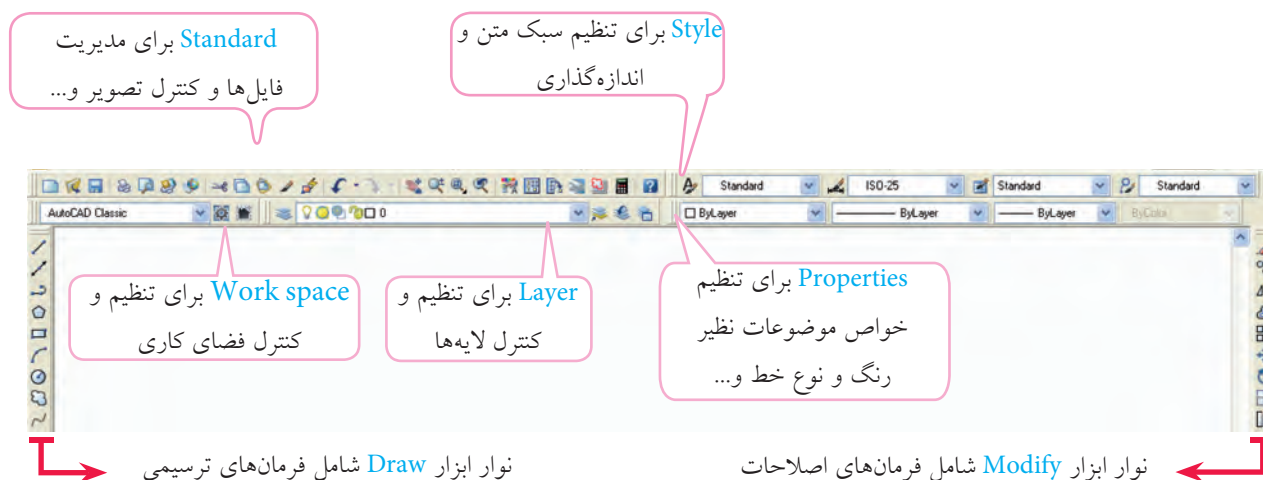 Standard برای مدیریت
فایل‌ها و کنترل تصویر و...
Style برای تنظیم سبک متن و
اندازه‌گذاری
Standard
ISO-25
Standard
Standard
AutoCAD Classic
0
ByLayer
ByLayer
ByLayer
ByColor
Work space برای تنظیم و
کنترل فضای کاری
Layer برای تنظیم و
کنترل لایه‌ها
Properties برای تنظیم
خواص موضوعات نظیر
رنگ و نوع خط و...
نوار ابزار Draw شامل فرمان‌های ترسیمی
نوار ابزار Modify شامل فرمان‌های اصلاحات